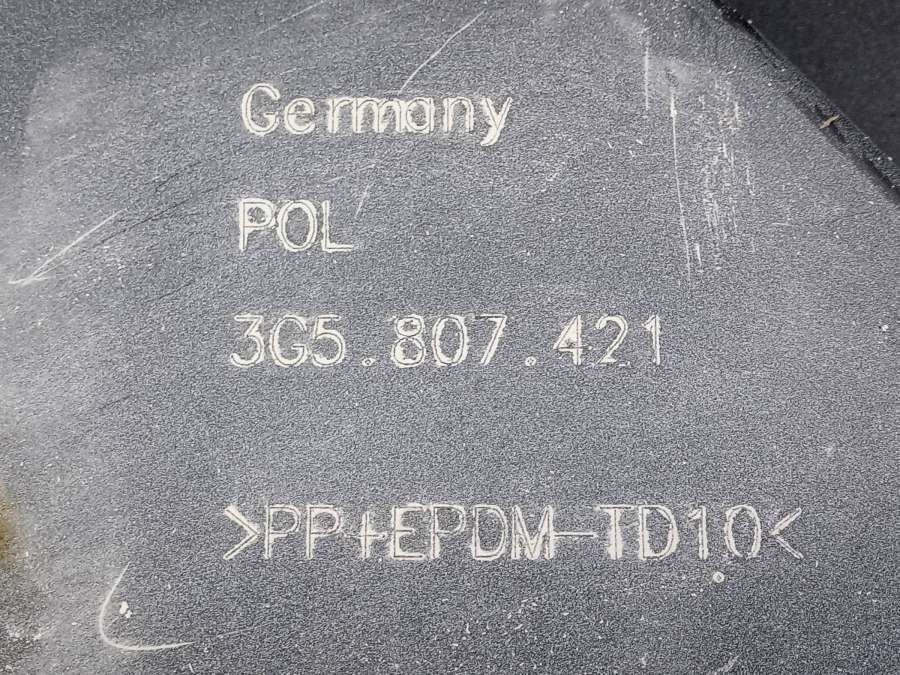 Germany
POL
3G5.807.421
>PP+EPDM-TD10<